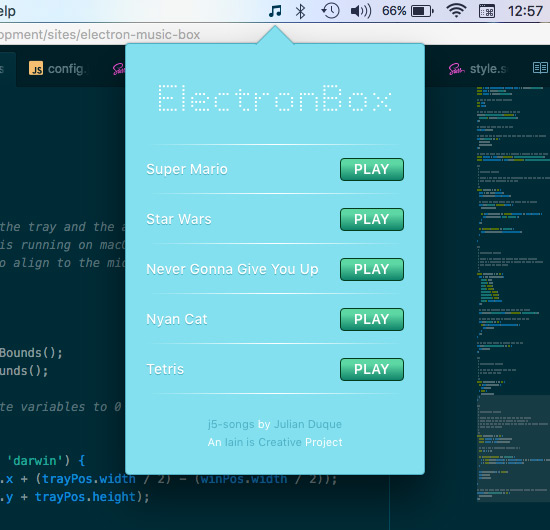 elp
66%
12:57
opment/sites/electron-music-box
s
JS config.
style.s
ElectronBox
Super Mario PLAY
Star Wars PLAY
Never Gonna Give You Up PLAY
Nyan Cat PLAY
Tetris PLAY
j5-songs by Julian Duque
An Iain is Creative Project
the tray and the a
is running on mac
o align to the mid
Bounds();
unds();
te variables to 0
'darwin') {
.x + (trayPos.width / 2) - (winPos.width / 2));
.y + trayPos.height);